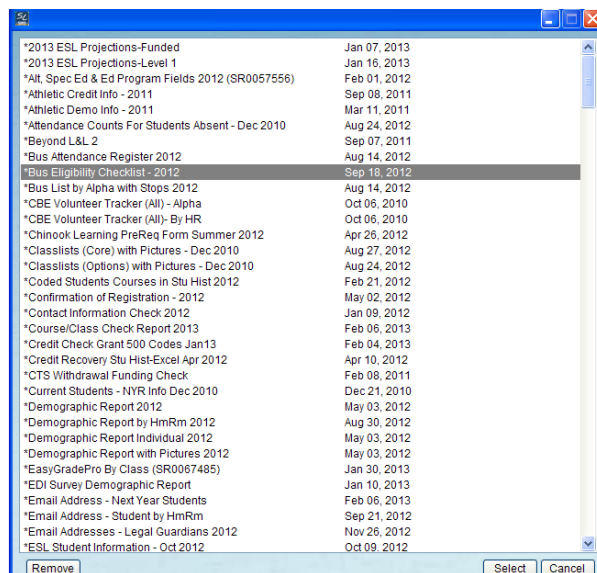 SL
*2013 ESL Projections-Funded Jan 07, 2013
*2013 ESL Projections-Level 1 Jan 16, 2013
*Alt, Spec Ed & Ed Program Fields 2012 (SR0057556) Feb 01, 2012
*Athletic Credit Info - 2011 Sep 08, 2011
*Athletic Demo Info - 2011 Mar 11, 2011
*Attendance Counts For Students Absent - Dec 2010 Aug 24, 2012
*Beyond L&L 2 Sep 07, 2011
*Bus Attendance Register 2012 Aug 14, 2012
*Bus Eligibility Checklist - 2012 Sep 18, 2012
*Bus List by Alpha with Stops 2012 Aug 14, 2012
*CBE Volunteer Tracker (All) - Alpha Oct 06, 2010
*CBE Volunteer Tracker (All)- By HR Oct 06, 2010
*Chinook Learning PreReq Form Summer 2012 Apr 26, 2012
*Classlists (Core) with Pictures - Dec 2010 Aug 27, 2012
*Classlists (Options) with Pictures - Dec 2010 Aug 24, 2012
*Coded Students Courses in Stu Hist 2012 Feb 21, 2012
*Confirmation of Registration - 2012 May 02, 2012
*Contact Information Check 2012 Jan 09, 2012
*Course/Class Check Report 2013 Feb 06, 2013
*Credit Check Grant 500 Codes Jan13 Feb 04, 2013
*Credit Recovery Stu Hist-Excel Apr 2012 Apr 10, 2012
*CTS Withdrawal Funding Check Feb 08, 2011
*Current Students - NYR Info Dec 2010 Dec 21, 2010
*Demographic Report 2012 May 03, 2012
*Demographic Report by HmRm 2012 Aug 30, 2012
*Demographic Report Individual 2012 May 03, 2012
*Demographic Report with Pictures 2012 May 03, 2012
*EasyGradePro By Class (SR0067485) Jan 30, 2013
*EDI Survey Demographic Report Jan 10, 2013
*Email Address - Next Year Students Feb 06, 2013
*Email Address - Student by HmRm Sep 21, 2012
*Email Addresses - Legal Guardians 2012 Nov 26, 2012
*ESL Student Information - Oct 2012 Oct 09, 2012
Remove Select Cancel